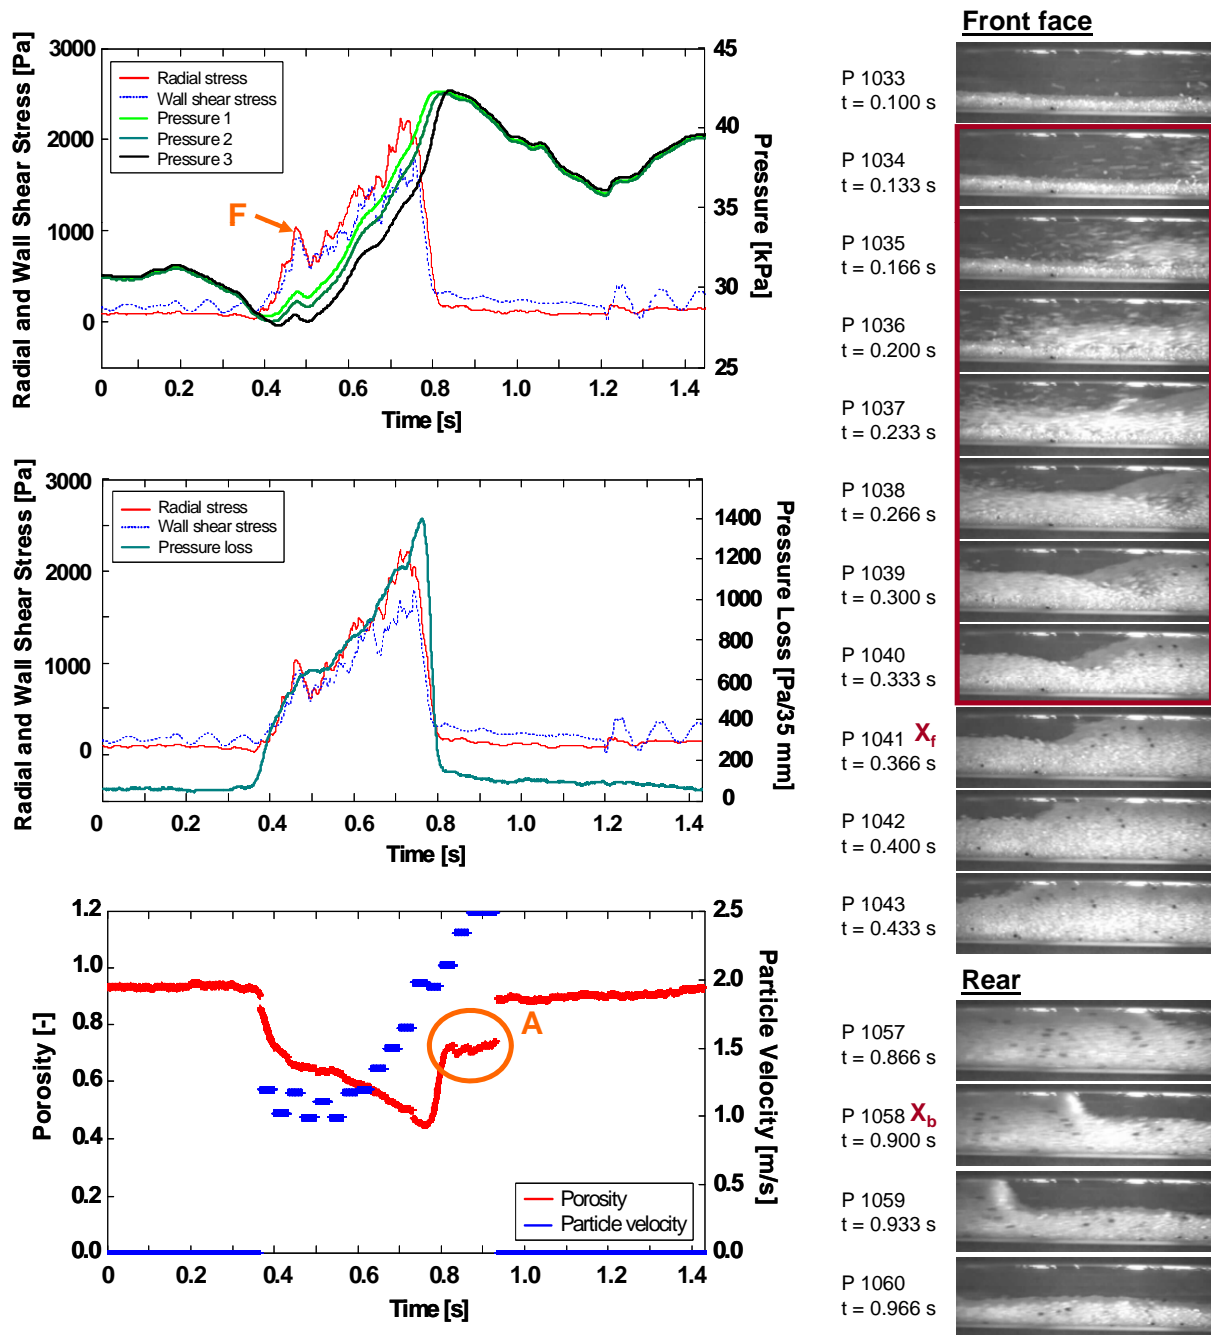 3000
2000
1000
0
Radial and Wall Shear Stress [Pa]
Radial stress
Wall shear stress
Pressure 1
Pressure 2
Pressure 3
F
45
40
35
30
25
Pressure [kPa]
0 0.2 0.4 0.6 0.8 1.0 1.2 1.4
Time [s]
3000
2000
1000
0
Radial and Wall Shear Stress [Pa]
Radial stress
Wall shear stress
Pressure loss
1400
1200
1000
800
600
400
200
0
Pressure Loss [Pa/35 mm]
0 0.2 0.4 0.6 0.8 1.0 1.2 1.4
Time [s]
1.2
1.0
0.8
0.6
0.4
0.2
0.0
Porosity [-]
A
Porosity
Particle velocity
2.5
2.0
1.5
1.0
0.5
0.0
Particle Velocity [m/s]
0 0.2 0.4 0.6 0.8 1.0 1.2 1.4
Time [s]
Front face
P 1033
t = 0.100 s
P 1034
t = 0.133 s
P 1035
t = 0.166 s
P 1036
t = 0.200 s
P 1037
t = 0.233 s
P 1038
t = 0.266 s
P 1039
t = 0.300 s
P 1040
t = 0.333 s
P 1041 Xf
t = 0.366 s
P 1042
t = 0.400 s
P 1043
t = 0.433 s
Rear
P 1057
t = 0.866 s
P 1058 Xb
t = 0.900 s
P 1059
t = 0.933 s
P 1060
t = 0.966 s